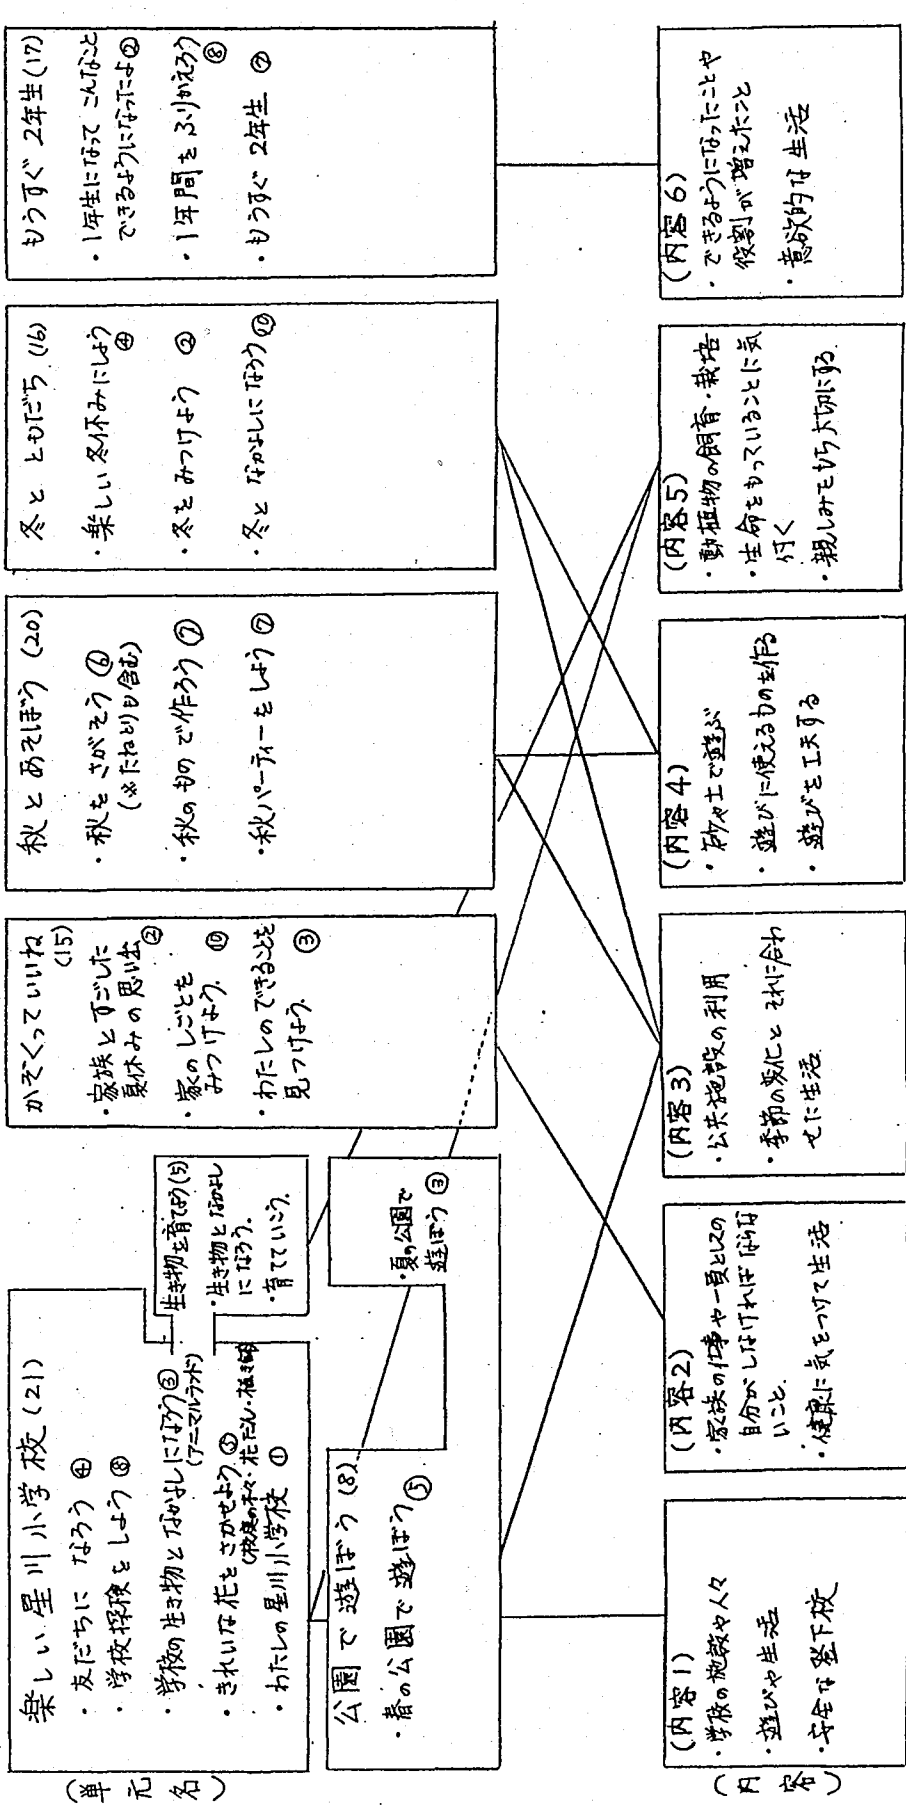 (単元名)
楽しい星川小学校 (21)
・友だちに なろう ④
・学校探検をしよう ⑧
・学校の生き物と なかよしになろう ③
(アニマルランド)
・きれいな花を さかせよう ⑤
・わたしの星川小学校 ①
生き物を育てよう(5)
・生き物と なかよし
になろう。
・育てていこう。
公園で遊ぼう (8)
・春の公園で 遊ぼう ⑤
・夏の公園で
遊ぼう ③
かぞくっていいね
(15)
・家族と すごした
夏休みの思い出
②
・家のしごとを
みつけよう。 ⑩
・わたしのできることを
見つけよう。 ③
秋とあそぼう (20)
・秋を さがそう ⑥
(※たねとりも含む)
・秋のもので作ろう ⑦
・秋パーティーをしよう ⑦
冬と ともだち (16)
・楽しい冬休みにしよう
④
・冬を みつけよう ②
・冬と なかよしになろう ⑩
もうすぐ 2年生 (17)
・1年生になって こんなこと
できるようになったよ ②
・1年間を ふりかえろう
⑧
・もうすぐ 2年生 ⑦
(内容)
(内容1)
・学校の施設や人々
・遊びや生活
・安全な登下校
(内容2)
・家族の仕事や一員としての
自分がしなければならな
いこと。
・健康に気をつけて生活
(内容3)
・公共施設の利用
・季節の変化と それに合わ
せた生活
(内容4)
・砂や土で遊ぶ
・遊びに使えるものを作る
・遊びを工夫する
(内容5)
・動植物の飼育・栽培
・生命をもっていることに気
付く
・親しみをもち大切にする。
(内容6)
・できるようになったことや
役割が増えたこと
・意欲的な生活